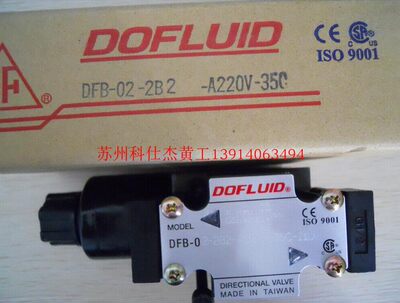 DOFLUID
CE
ISO 9001
DFB-02-2B2 -A220V-35C
苏州科仕杰黄工13914063494
DOFLUID®
CE
ISO 9001
MODEL
DFB-0
DIRECTIONAL VALVE
MADE IN TAIWAN